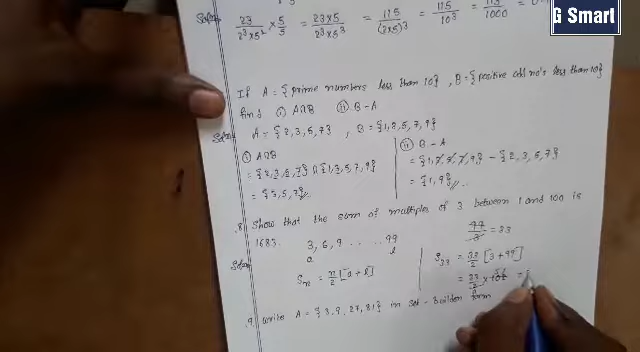 G Smart
Soln: 23/(2³×5²) × 5/5 = (23×5)/(2³×5³) = 115/(2×5)³ = 115/10³ = 115/1000 =
If A = {prime numbers less than 10}, B = {positive odd no's less than 10}
find (i) A∩B (ii) B-A
Soln: A = {2,3,5,7}, B = {1,3,5,7,9}
(i) A∩B
= {2,3,5,7} ∩ {1,3,5,7,9}
= {3,5,7}
(ii) B-A
= {1,3,5,7,9} - {2,3,5,7}
= {1,9}
8. Show that the sum of multiples of 3 between 1 and 100 is
1683.
Soln: 3,6,9 ...... 99
a l
Sn = n/2 [a+l]
99/3 = 33
S33 = 33/2 [3+99]
= 33/2 × 102 =
9. Write A = {3,9,27,81} in set-builder form